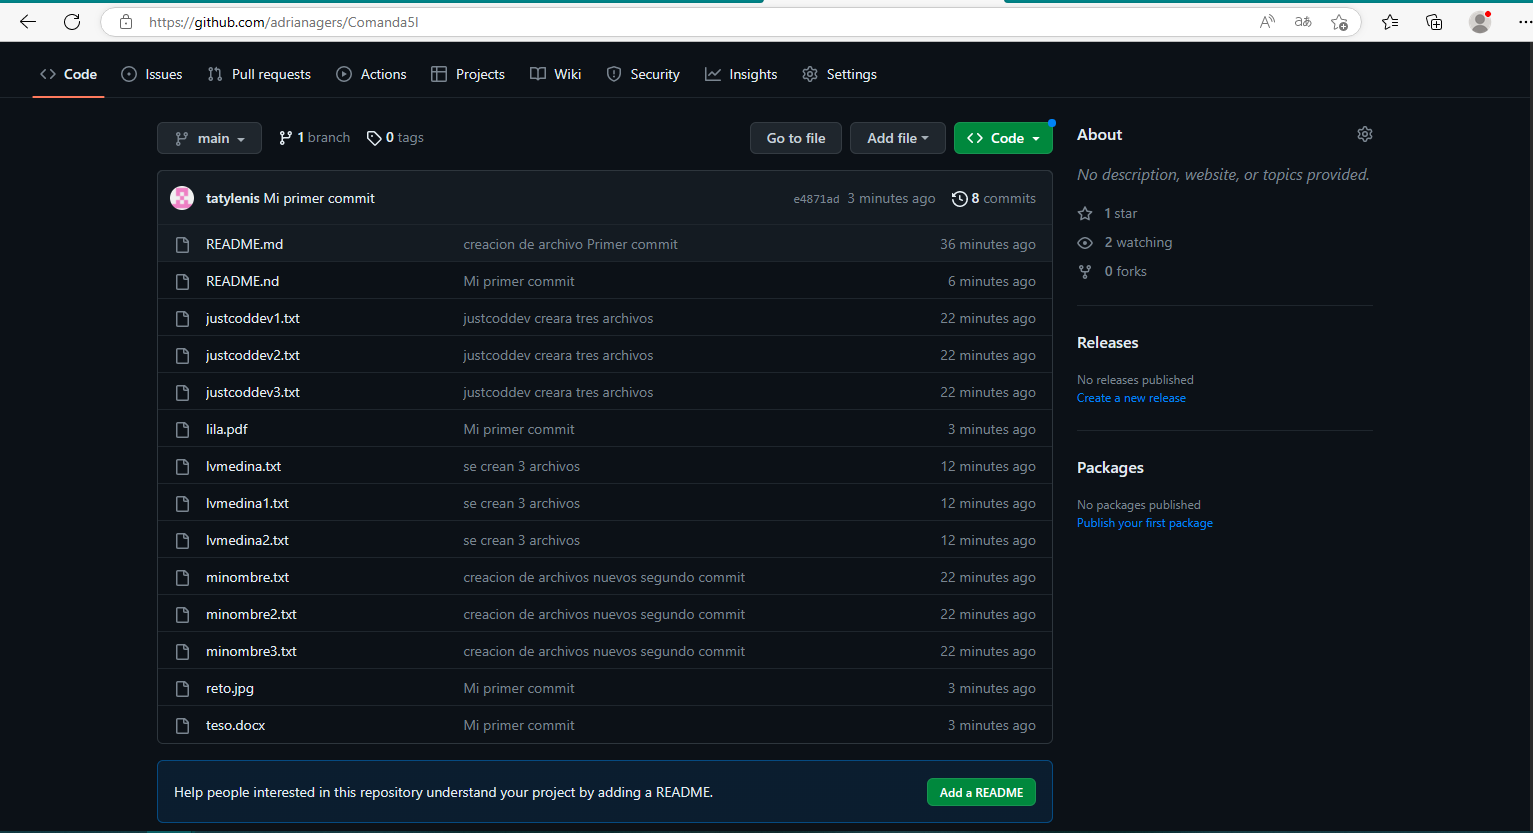 https://github.com/adrianagers/Comanda5I
Code Issues Pull requests Actions Projects Wiki Security Insights Settings
main 1 branch 0 tags Go to file Add file Code
tatylenis Mi primer commit e4871ad 3 minutes ago 8 commits
README.md creacion de archivo Primer commit 36 minutes ago
README.nd Mi primer commit 6 minutes ago
justcoddev1.txt justcoddev creara tres archivos 22 minutes ago
justcoddev2.txt justcoddev creara tres archivos 22 minutes ago
justcoddev3.txt justcoddev creara tres archivos 22 minutes ago
lila.pdf Mi primer commit 3 minutes ago
lvmedina.txt se crean 3 archivos 12 minutes ago
lvmedina1.txt se crean 3 archivos 12 minutes ago
lvmedina2.txt se crean 3 archivos 12 minutes ago
minombre.txt creacion de archivos nuevos segundo commit 22 minutes ago
minombre2.txt creacion de archivos nuevos segundo commit 22 minutes ago
minombre3.txt creacion de archivos nuevos segundo commit 22 minutes ago
reto.jpg Mi primer commit 3 minutes ago
teso.docx Mi primer commit 3 minutes ago
Help people interested in this repository understand your project by adding a README. Add a README
About
No description, website, or topics provided.
1 star
2 watching
0 forks
Releases
No releases published
Create a new release
Packages
No packages published
Publish your first package